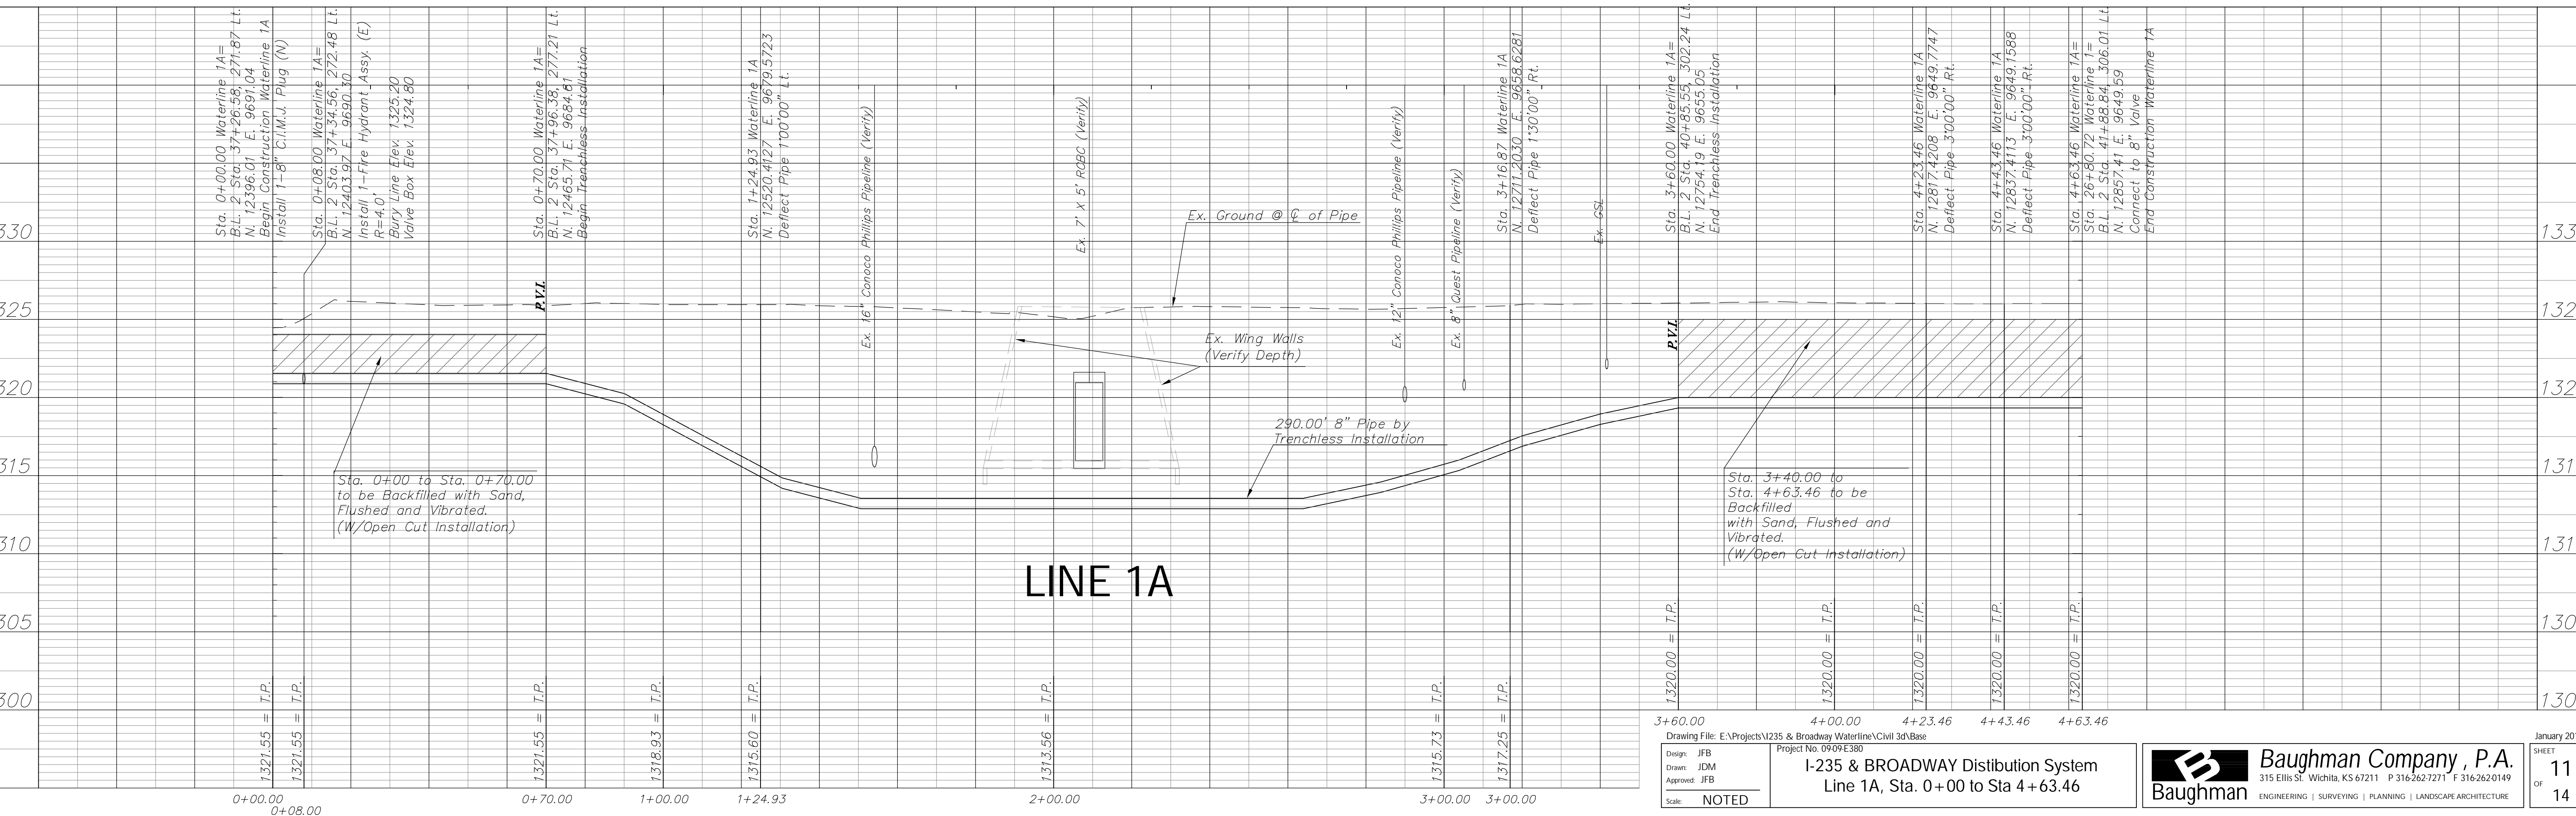 Sta. 0+00.00 Waterline 1A=
B.L. 2 Sta. 37+26.58, 271.87 Lt.
N. 12396.01 E. 9691.04
Begin Construction Waterline 1A
Install 1-8" C.I.M.J. Plug (N)
Sta. 0+08.00 Waterline 1A=
B.L. 2 Sta. 37+34.56, 272.48 Lt.
N. 12403.97 E. 9690.30
Install 1-Fire Hydrant Assy. (E)
R=4.0'
Bury Line Elev. 1325.20
Valve Box Elev. 1324.80
Sta. 0+70.00 Waterline 1A=
B.L. 2 Sta. 37+96.38, 277.21 Lt.
N. 12465.71 E. 9684.61
Begin Trenchless Installation
Sta. 1+24.93 Waterline 1A
N. 12520.4127 E. 9679.5723
Deflect Pipe 1°00'00" Lt.
Ex. 16" Conoco Phillips Pipeline (Verify)
Ex. 7' X 5' RCBC (Verify)
Ex. Ground @ ℄ of Pipe
Ex. 12" Conoco Phillips Pipeline (Verify)
Ex. 8" Quest Pipeline (Verify)
Sta. 3+16.87 Waterline 1A
N. 12711.2030 E. 9658.6281
Deflect Pipe 1°30'00" Rt.
Ex. GSL
Sta. 3+60.00 Waterline 1A=
B.L. 2 Sta. 40+85.55, 302.24 Lt.
N. 12754.19 E. 9655.05
End Trenchless Installation
Sta. 4+23.46 Waterline 1A
N. 12817.4208 E. 9649.7747
Deflect Pipe 3°00'00" Rt.
Sta. 4+43.46 Waterline 1A
N. 12837.4113 E. 9649.1588
Deflect Pipe 3°00'00" Rt.
Sta. 4+63.46 Waterline 1A=
Sta. 26+80.72 Waterline 1=
B.L. 2 Sta. 41+88.84, 306.01 Lt.
N. 12857.41 E. 9649.59
Connect to 8" Valve
End Construction Waterline 1A
330
325
320
315
310
305
300
133
132
132
131
131
130
130
P.V.I.
P.V.I.
Ex. Wing Walls
(Verify Depth)
290.00' 8" Pipe by
Trenchless Installation
Sta. 0+00 to Sta. 0+70.00
to be Backfilled with Sand,
Flushed and Vibrated.
(W/Open Cut Installation)
Sta. 3+40.00 to
Sta. 4+63.46 to be
Backfilled
with Sand, Flushed and
Vibrated.
(W/Open Cut Installation)
LINE 1A
1321.55 = T.P.
1321.55 = T.P.
1321.55 = T.P.
1318.93 = T.P.
1315.60 = T.P.
1313.56 = T.P.
1315.73 = T.P.
1317.25 = T.P.
1320.00 = T.P.
1320.00 = T.P.
1320.00 = T.P.
1320.00 = T.P.
1320.00 = T.P.
3+60.00
4+00.00
4+23.46
4+43.46
4+63.46
0+00.00
0+08.00
0+70.00
1+00.00
1+24.93
2+00.00
3+00.00
3+00.00
Drawing File: E:\Projects\I235 & Broadway Waterline\Civil 3d\Base
Design: JFB
Drawn: JDM
Approved: JFB
Scale: NOTED
Project No. 09-09-E380
I-235 & BROADWAY Distibution System
Line 1A, Sta. 0+00 to Sta 4+63.46
Baughman
Baughman Company, P.A.
315 Ellis St. Wichita, KS 67211 P 316-262-7271 F 316-262-0149
ENGINEERING | SURVEYING | PLANNING | LANDSCAPE ARCHITECTURE
January 201
SHEET
11
OF
14